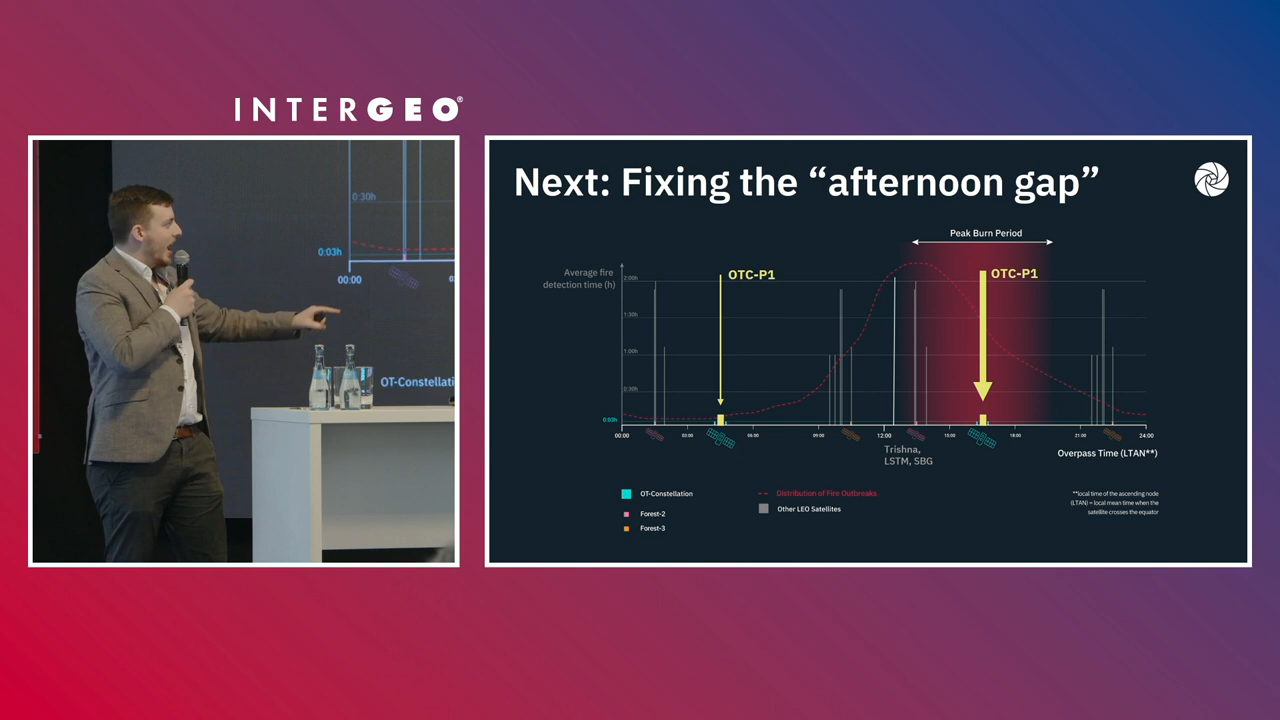 INTERGEO®
0:30h
0:03h
00:00
OT-Constellati
Next: Fixing the “afternoon gap”
Peak Burn Period
OTC-P1
OTC-P1
Average fire
detection time (h)
2:00h
1:30h
1:00h
0:30h
0:03h
00:00
03:00
06:00
09:00
12:00
15:00
18:00
21:00
24:00
Trishna,
LSTM, SBG
Overpass Time (LTAN**)
OT-Constellation
Forest-2
Forest-3
Distribution of Fire Outbreaks
Other LEO Satellites
**local time of the ascending node
(LTAN) = local mean time when the
satellite crosses the equator